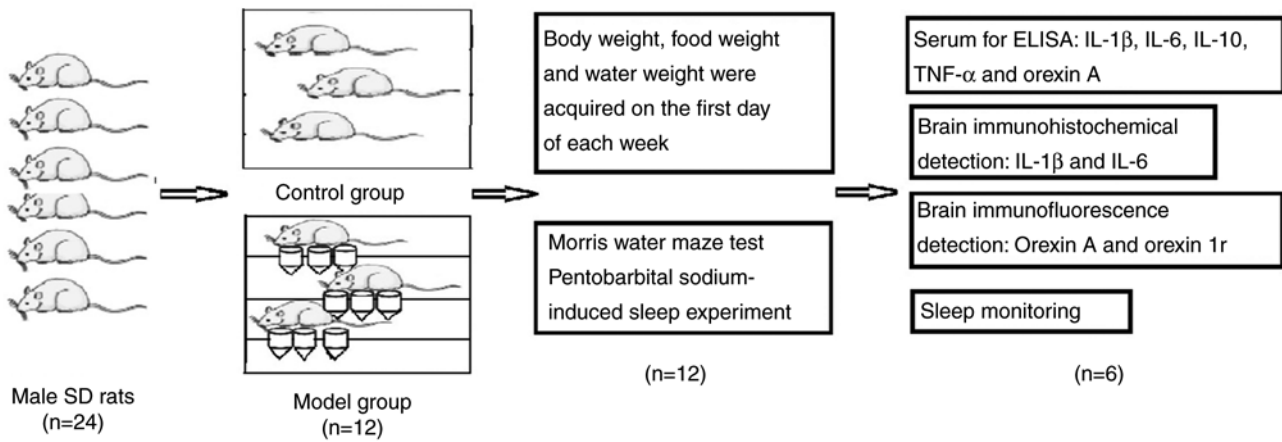 Male SD rats
(n=24)
Control group
Model group
(n=12)
Body weight, food weight
and water weight were
acquired on the first day
of each week
Morris water maze test
Pentobarbital sodium-
induced sleep experiment
(n=12)
Serum for ELISA: IL-1β, IL-6, IL-10,
TNF-α and orexin A
Brain immunohistochemical
detection: IL-1β and IL-6
Brain immunofluorescence
detection: Orexin A and orexin 1r
Sleep monitoring
(n=6)